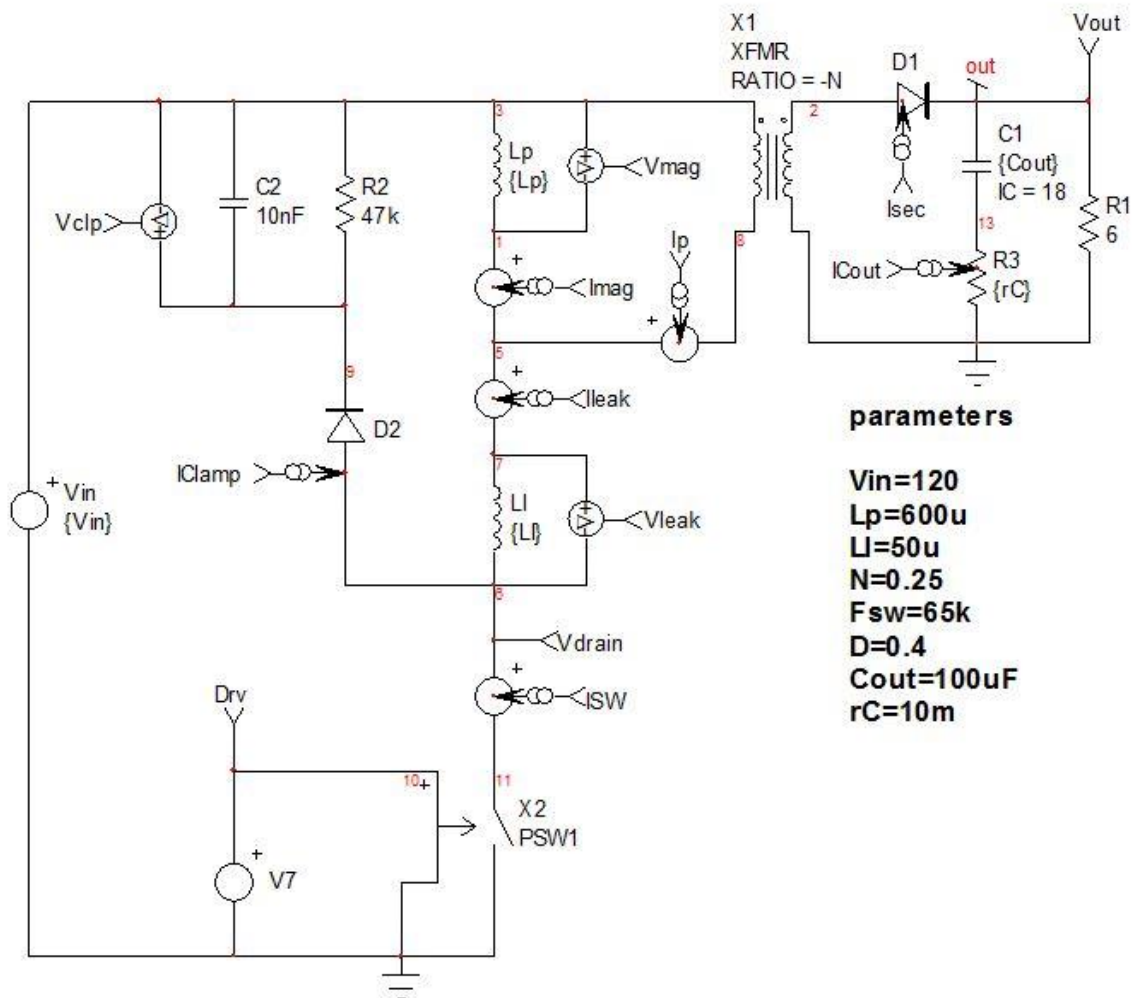 X1
XFMR
RATIO = -N
Vout
D1
out
3
2
Lp
{Lp}
Vmag
C2
10nF
R2
47k
Vclp
C1
{Cout}
IC = 18
Isec
R1
6
1
Ip
8
13
R3
{rC}
ICout
Imag
5
9
Ileak
D2
IClamp
7
Ll
{Ll}
Vleak
Vin
{Vin}
6
Vdrain
ISW
Drv
10
11
X2
PSW1
V7
parameters
Vin=120
Lp=600u
Ll=50u
N=0.25
Fsw=65k
D=0.4
Cout=100uF
rC=10m